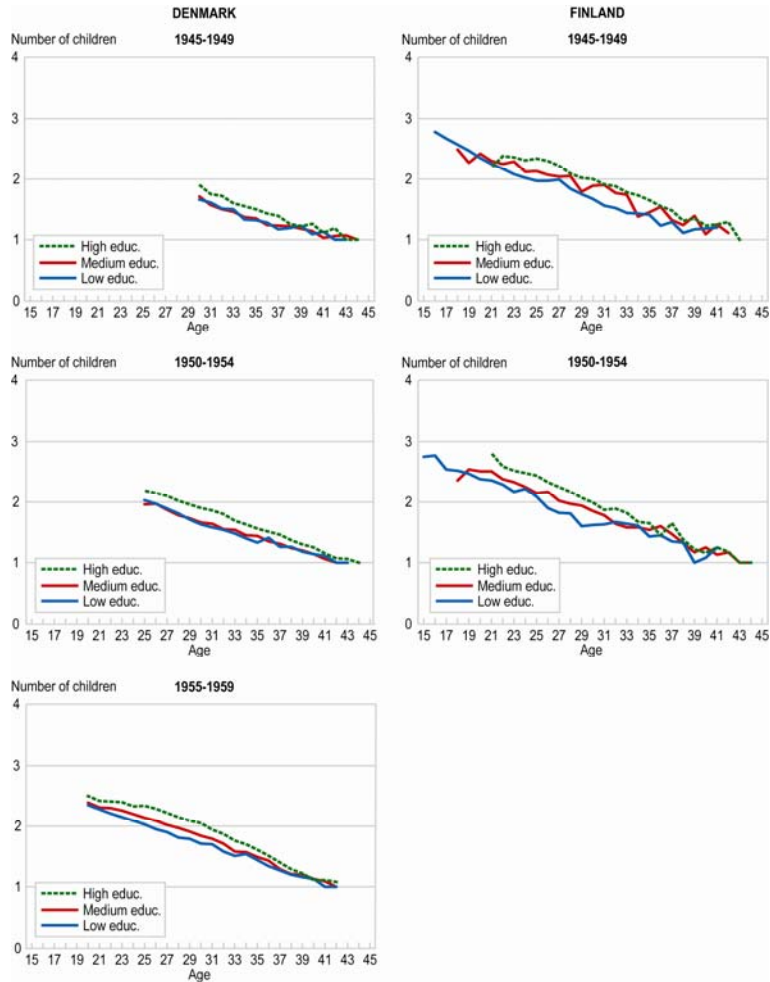 DENMARK
FINLAND
Number of children 1945-1949
4
3
2
1
0
High educ.
Medium educ.
Low educ.
15 17 19 21 23 25 27 29 31 33 35 37 39 41 43 45
Age
Number of children 1945-1949
4
3
2
1
0
High educ.
Medium educ.
Low educ.
15 17 19 21 23 25 27 29 31 33 35 37 39 41 43 45
Age
Number of children 1950-1954
4
3
2
1
0
High educ.
Medium educ.
Low educ.
15 17 19 21 23 25 27 29 31 33 35 37 39 41 43 45
Age
Number of children 1950-1954
4
3
2
1
0
High educ.
Medium educ.
Low educ.
15 17 19 21 23 25 27 29 31 33 35 37 39 41 43 45
Age
Number of children 1955-1959
4
3
2
1
0
High educ.
Medium educ.
Low educ.
15 17 19 21 23 25 27 29 31 33 35 37 39 41 43 45
Age